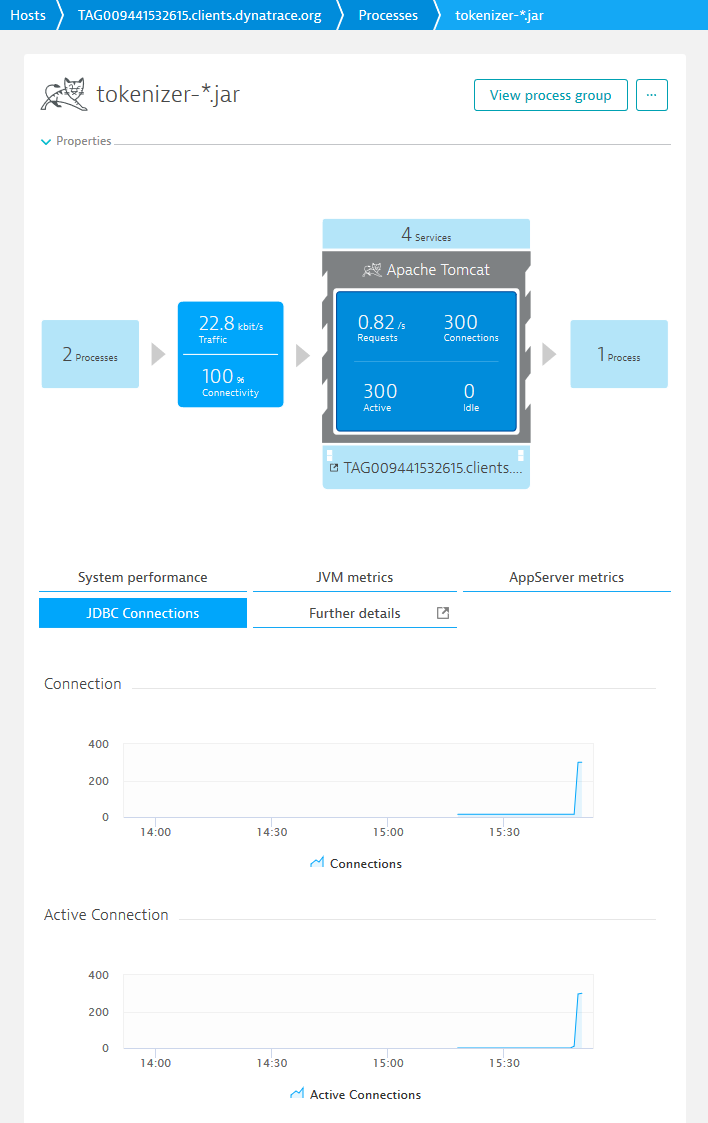 Hosts TAG009441532615.clients.dynatrace.org Processes tokenizer-*.jar
tokenizer-*.jar
View process group
...
Properties
4 Services
Apache Tomcat
2 Processes
22.8 kbit/s
Traffic
100 %
Connectivity
0.82 /s
Requests
300
Connections
300
Active
0
Idle
1 Process
TAG009441532615.clients....
System performance JVM metrics AppServer metrics
JDBC Connections Further details
Connection
400
200
0
14:00 14:30 15:00 15:30
Connections
Active Connection
400
200
0
14:00 14:30 15:00 15:30
Active Connections